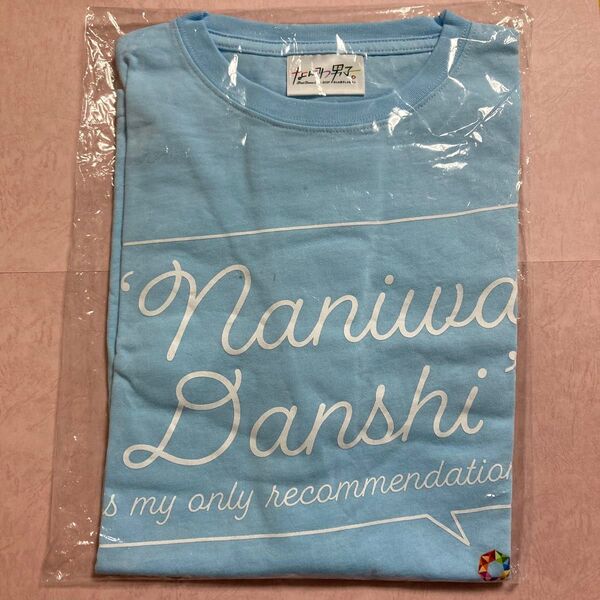 なにわ男子
'Naniwa
Danshi'
s my only recommendation